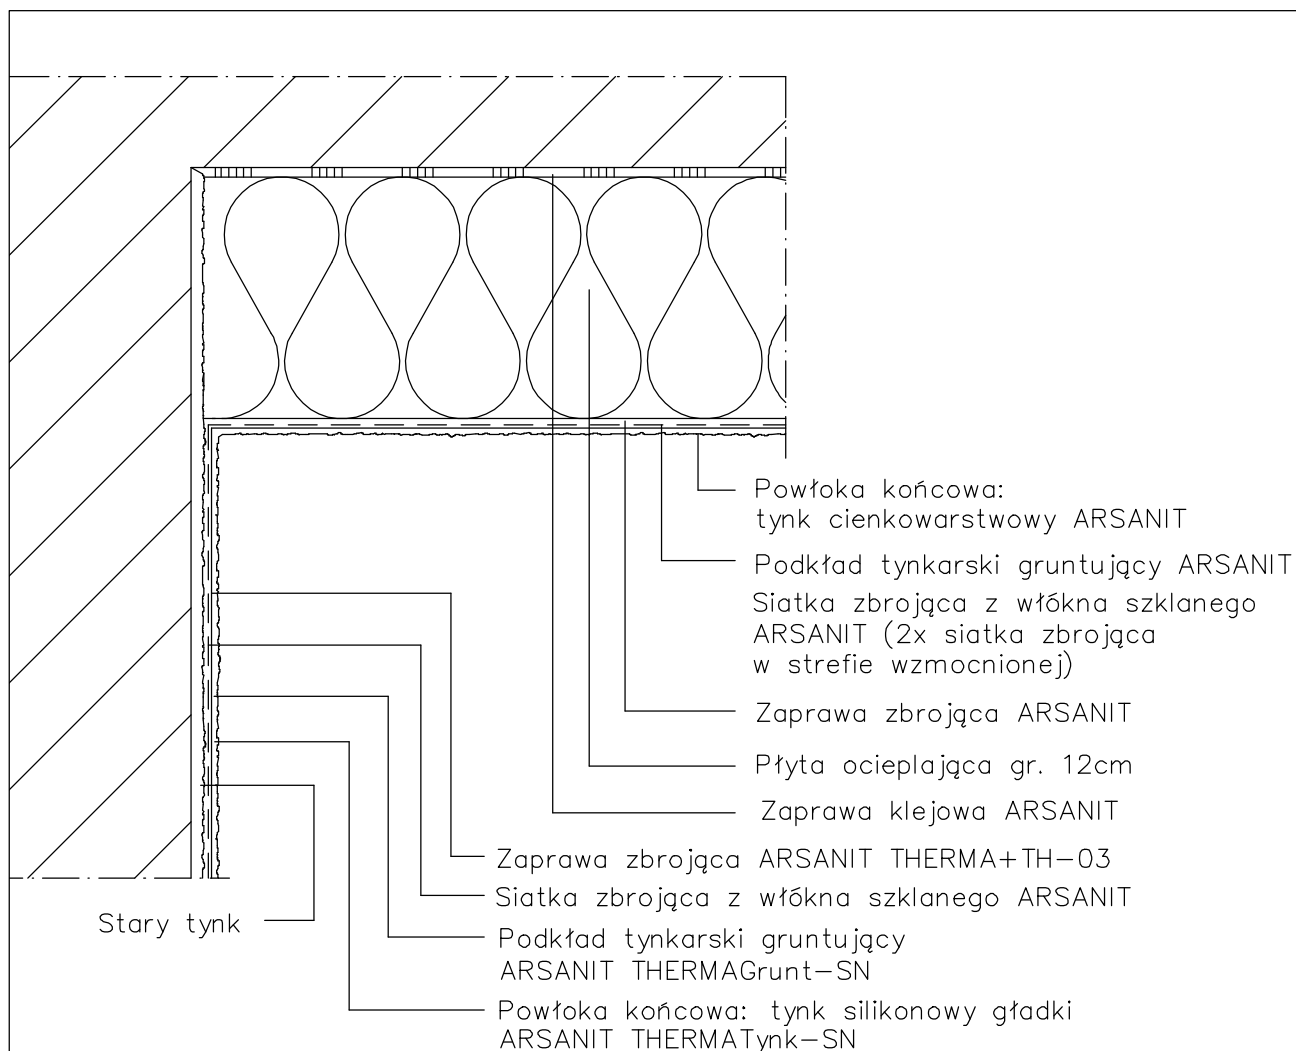 Powłoka końcowa:
tynk cienkowarstwowy ARSANIT
Podkład tynkarski gruntujący ARSANIT
Siatka zbrojąca z włókna szklanego
ARSANIT (2x siatka zbrojąca
w strefie wzmocnionej)
Zaprawa zbrojąca ARSANIT
Płyta ocieplająca gr. 12cm
Zaprawa klejowa ARSANIT
Zaprawa zbrojąca ARSANIT THERMA+TH-03
Siatka zbrojąca z włókna szklanego ARSANIT
Stary tynk
Podkład tynkarski gruntujący
ARSANIT THERMAGrunt-SN
Powłoka końcowa: tynk silikonowy gładki
ARSANIT THERMATynk-SN